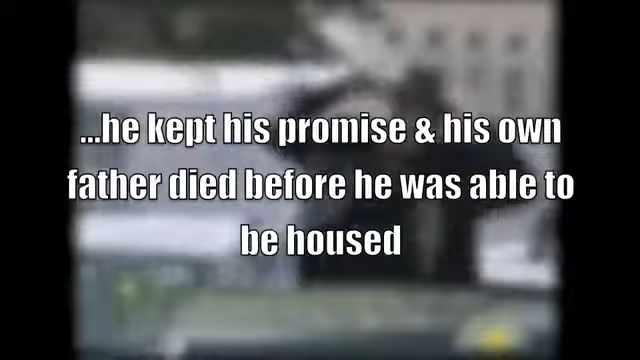 ...he kept his promise & his own
father died before he was able to
be housed